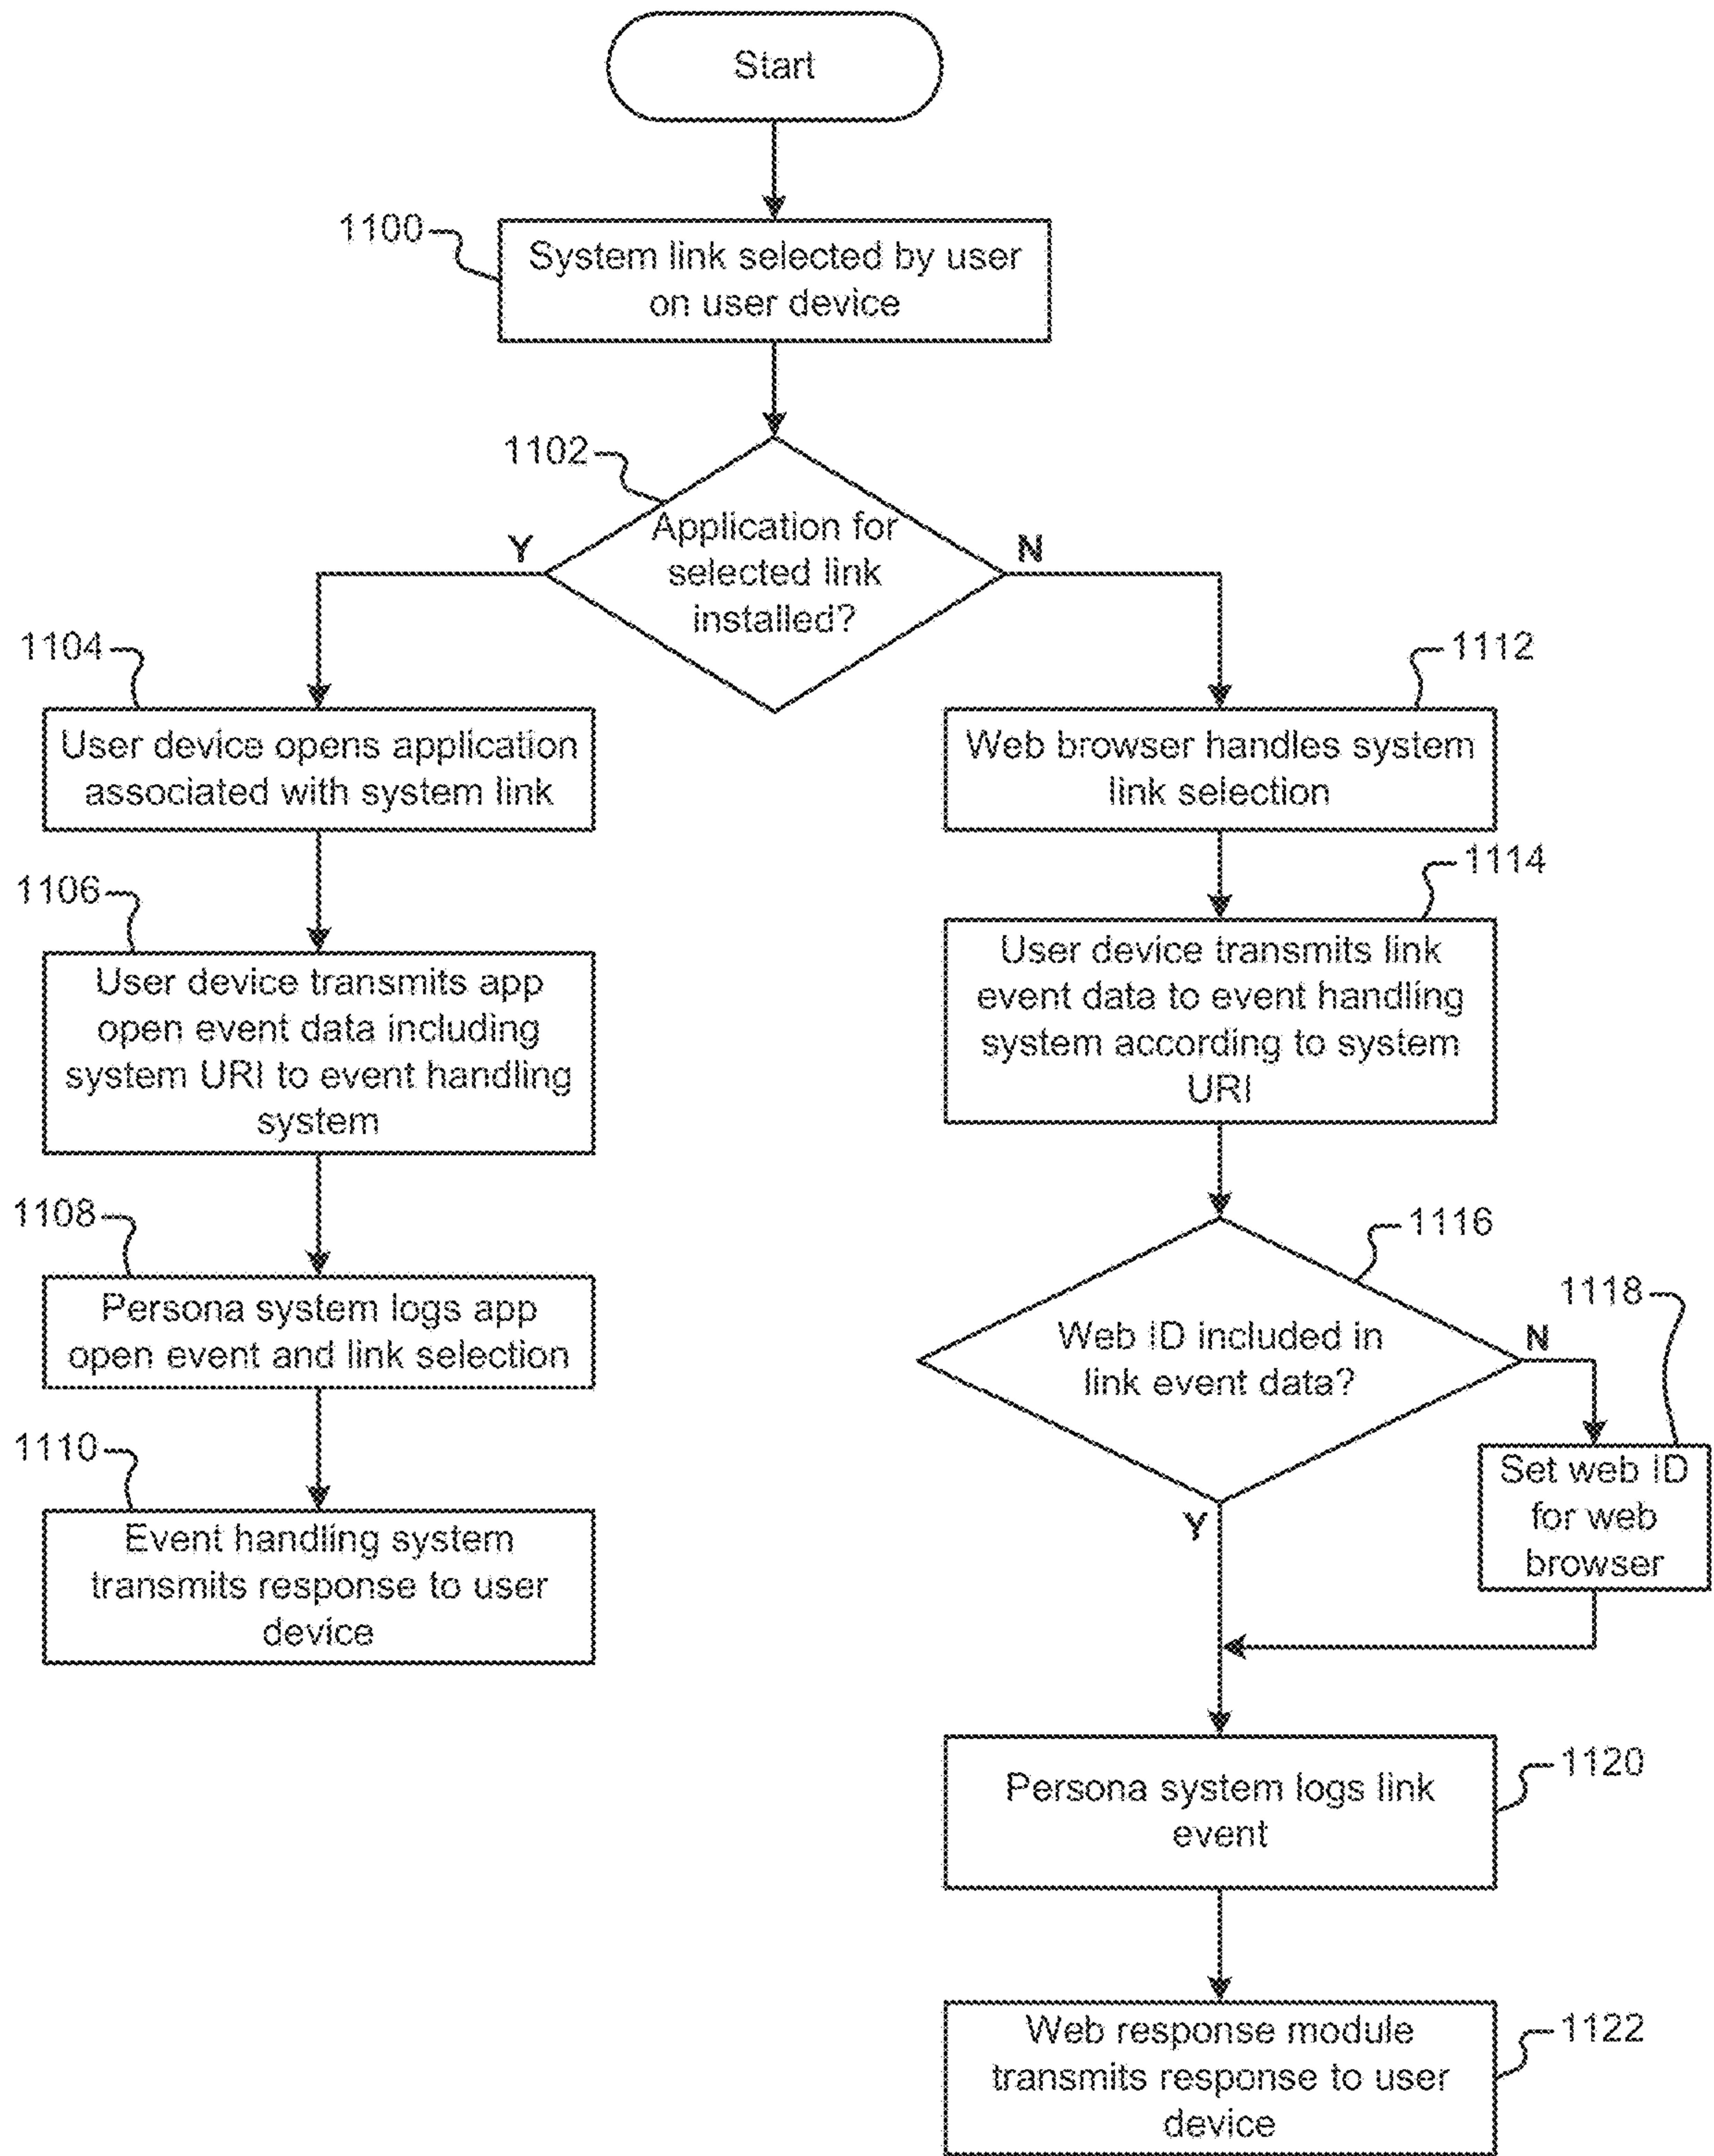 Start
1100
System link selected by user
on user device
1102
Application for
selected link
installed?
Y
N
1104
User device opens application
associated with system link
1106
User device transmits app
open event data including
system URI to event handling
system
1108
Persona system logs app
open event and link selection
1110
Event handling system
transmits response to user
device
1112
Web browser handles system
link selection
1114
User device transmits link
event data to event handling
system according to system
URI
1116
Web ID included in
link event data?
N
Y
1118
Set web ID
for web
browser
1120
Persona system logs link
event
1122
Web response module
transmits response to user
device